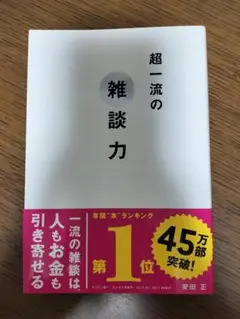 超一流の
雑談力
一流の雑談は、
人もお金も
引き寄せる
年間"本"ランキング
第1位
45万部
突破!
安田 正